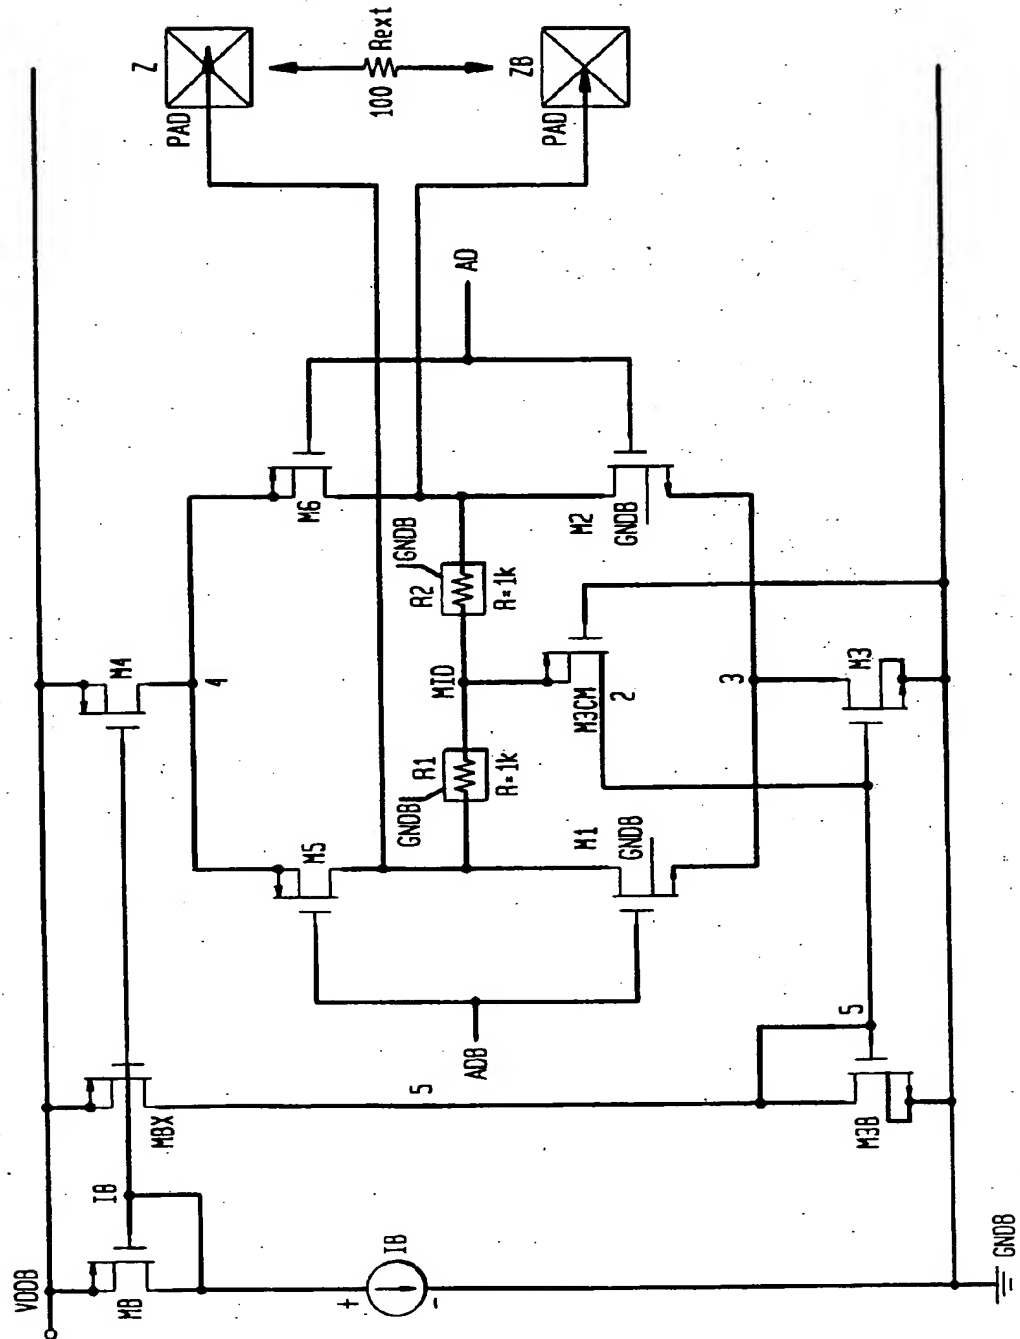 VDDB
MB
IB
+
IB
-
GNDB
MBX
5
5
M3B
ADB
M5
M1
GNDB
GNDB
R1
R=1k
MID
M3CM
2
M4
4
3
M3
R2
GNDB
R=1k
M6
M2
GNDB
AD
PAD
Z
100
Rext
PAD
ZB